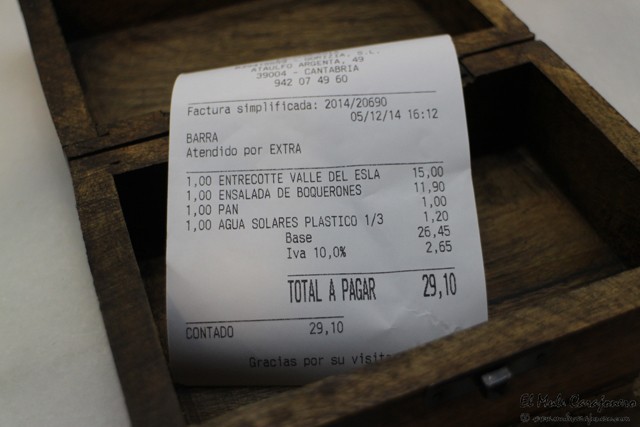 ATAULFO ARGENTA, 49
39004 - CANTABRIA
942 07 49 60
Factura simplificada: 2014/20690
05/12/14 16:12
BARRA
Atendido por EXTRA
1,00 ENTRECOTTE VALLE DEL ESLA 15,00
1,00 ENSALADA DE BOQUERONES 11,90
1,00 PAN 1,00
1,00 AGUA SOLARES PLASTICO 1/3 1,20
Base 26,45
Iva 10,0% 2,65
TOTAL A PAGAR 29,10
CONTADO 29,10
Gracias por su visita